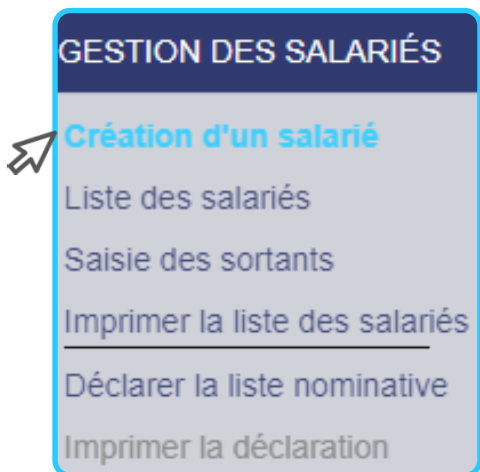 GESTION DES SALARIÉS
Création d'un salarié
Liste des salariés
Saisie des sortants
Imprimer la liste des salariés
Déclarer la liste nominative
Imprimer la déclaration